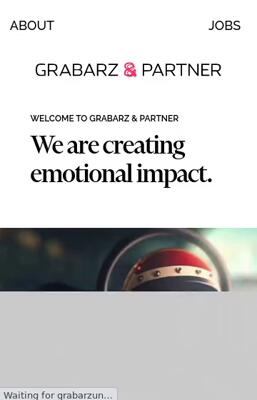 ABOUT
JOBS
GRABARZ & PARTNER
WELCOME TO GRABARZ & PARTNER
We are creating
emotional impact.
Waiting for grabarzun...